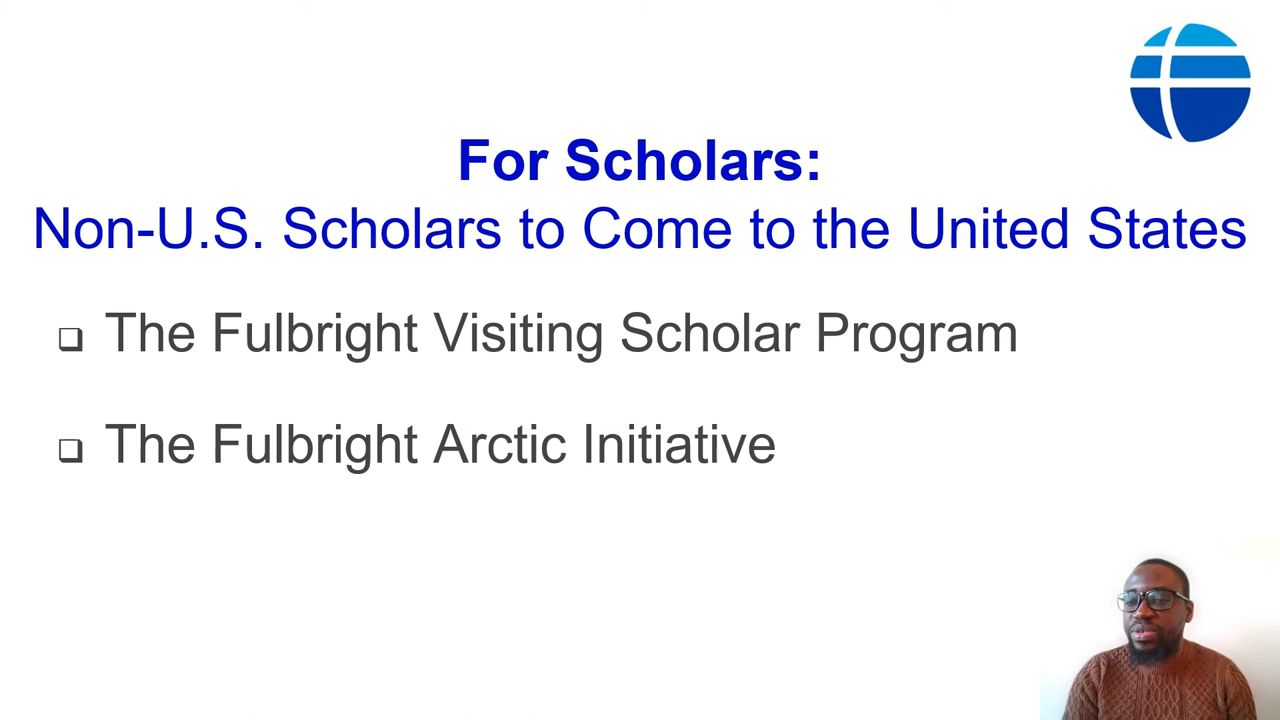 For Scholars:
Non-U.S. Scholars to Come to the United States
The Fulbright Visiting Scholar Program
The Fulbright Arctic Initiative